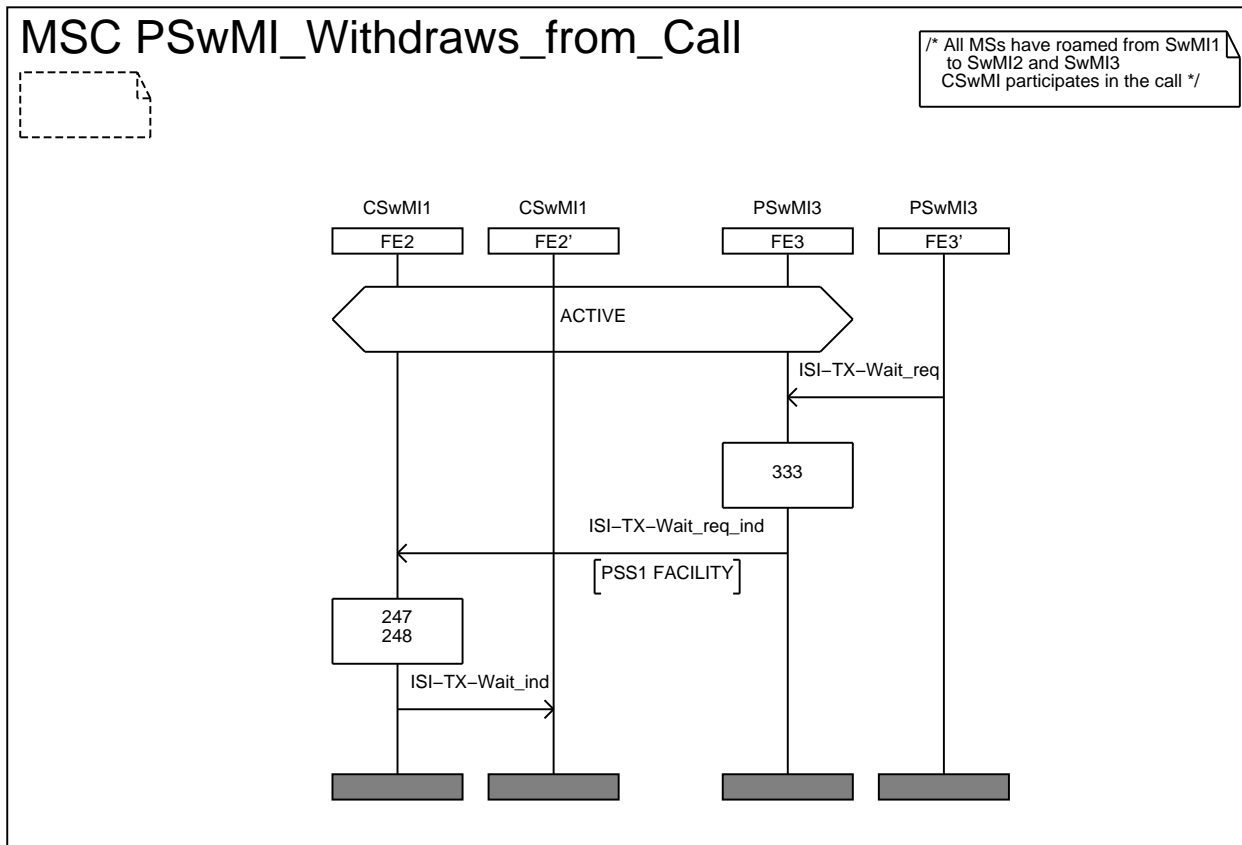 MSC PSwMI_Withdraws_from_Call
/* All MSs have roamed from SwMI1
to SwMI2 and SwMI3
CSwMI participates in the call */
CSwMI1 CSwMI1 PSwMI3 PSwMI3
FE2 FE2' FE3 FE3'
ACTIVE
ISI−TX−Wait_req
333
ISI−TX−Wait_req_ind
PSS1 FACILITY
247
248
ISI−TX−Wait_ind